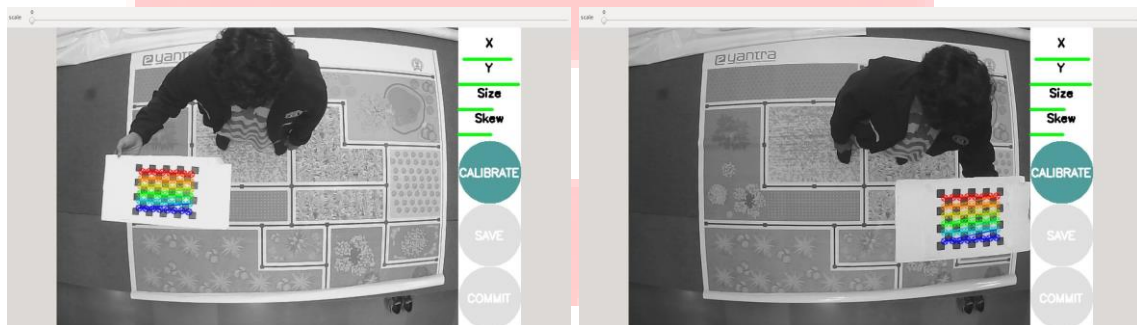 scale 0
eyantra
X
Y
Size
Skew
CALIBRATE
SAVE
COMMIT
scale 0
eyantra
X
Y
Size
Skew
CALIBRATE
SAVE
COMMIT